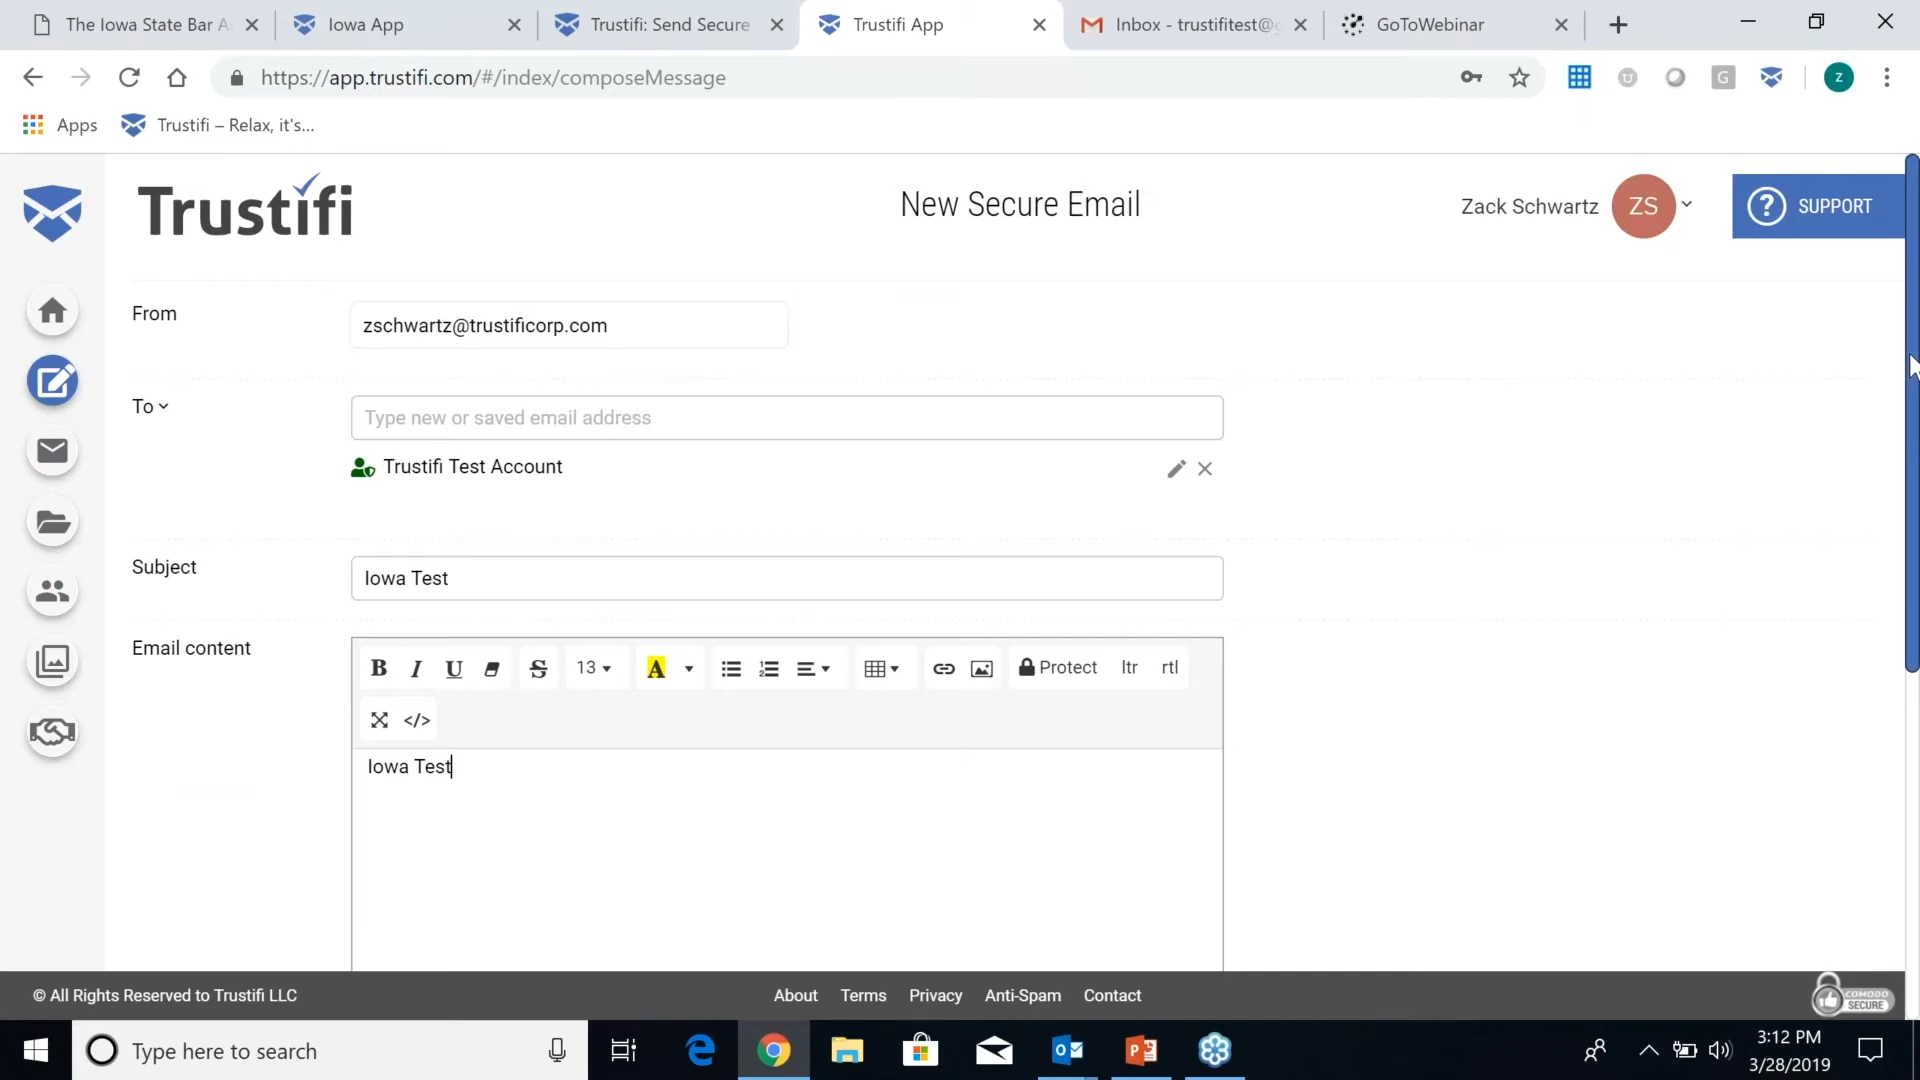 The Iowa State Bar A
Iowa App
Trustifi: Send Secure
Trustifi App
Inbox - trustifitest@g
GoToWebinar
https://app.trustifi.com/#/index/composeMessage
G
z
Apps
Trustifi – Relax, it's...
Trustifi
New Secure Email
Zack Schwartz
ZS
? SUPPORT
From
zschwartz@trustificorp.com
To
Type new or saved email address
Trustifi Test Account
Subject
Iowa Test
Email content
B I U S 13 A Protect ltr rtl
</>
Iowa Test
© All Rights Reserved to Trustifi LLC
About Terms Privacy Anti-Spam Contact
COMODO
SECURE
Type here to search
3:12 PM
3/28/2019